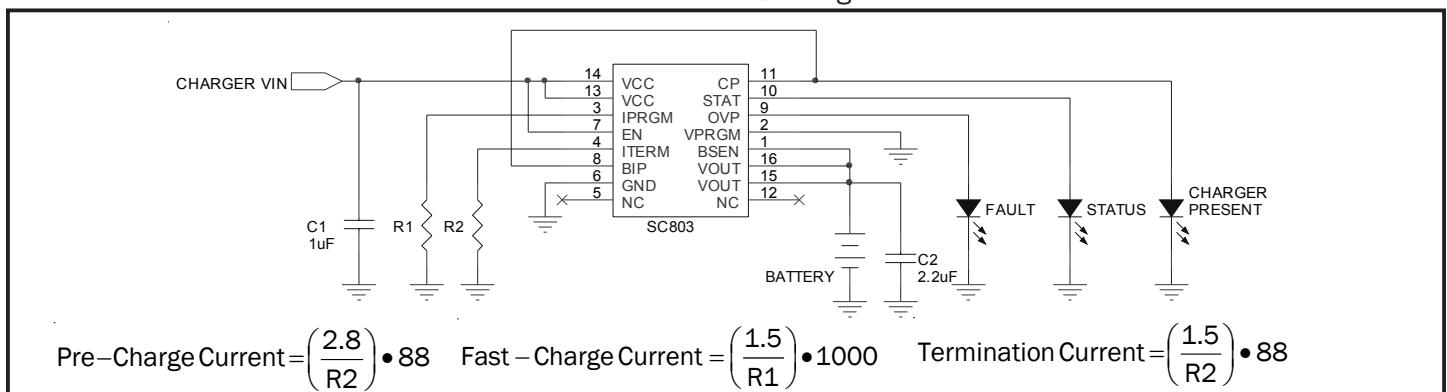 CHARGER VIN
14 VCC CP 11
13 VCC STAT 10
3 IPRGM OVP 9
7 EN VPRGM 2
4 ITERM BSEN 1
8 BIP VOUT 16
6 GND VOUT 15
5 NC NC 12
SC803
C1
1uF
R1
R2
BATTERY
C2
2.2uF
FAULT
STATUS
CHARGER
PRESENT
Pre–Charge Current = (2.8 / R2) • 88
Fast – Charge Current = (1.5 / R1) • 1000
Termination Current = (1.5 / R2) • 88